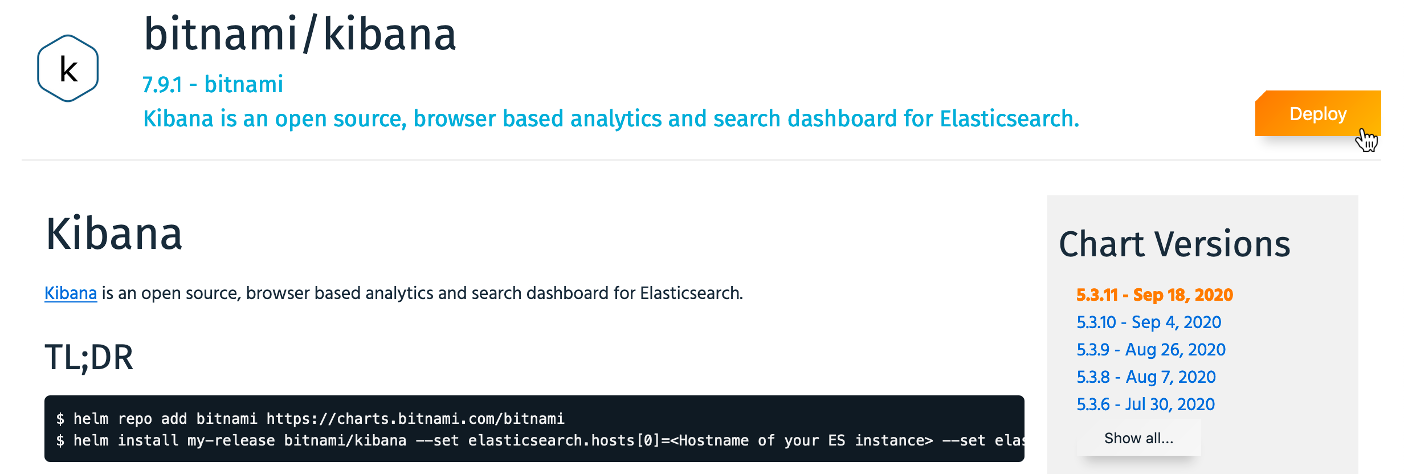 k
bitnami/kibana
7.9.1 - bitnami
Kibana is an open source, browser based analytics and search dashboard for Elasticsearch.
Deploy
Kibana
Kibana is an open source, browser based analytics and search dashboard for Elasticsearch.
TL;DR
$ helm repo add bitnami https://charts.bitnami.com/bitnami
$ helm install my-release bitnami/kibana --set elasticsearch.hosts[0]=<Hostname of your ES instance> --set elas
Chart Versions
5.3.11 - Sep 18, 2020
5.3.10 - Sep 4, 2020
5.3.9 - Aug 26, 2020
5.3.8 - Aug 7, 2020
5.3.6 - Jul 30, 2020
Show all...